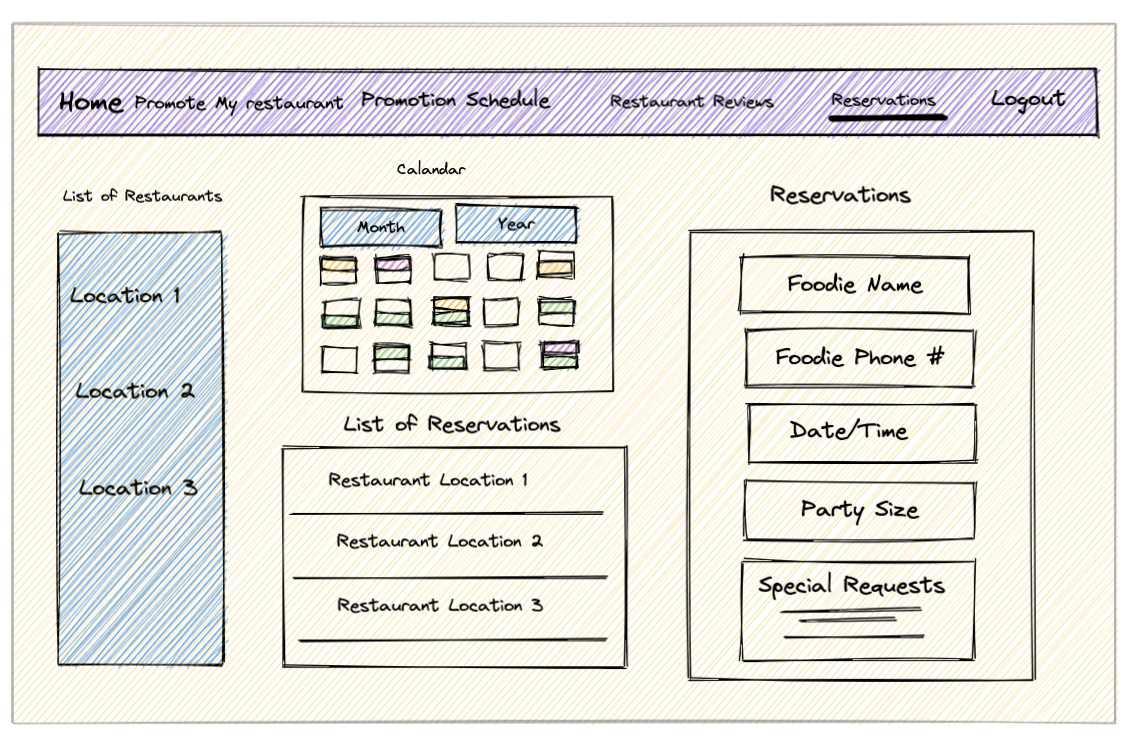 Home Promote My restaurant Promotion Schedule Restaurant Reviews Reservations Logout
List of Restaurants
Location 1
Location 2
Location 3
Calandar
Month Year
List of Reservations
Restaurant Location 1
Restaurant Location 2
Restaurant Location 3
Reservations
Foodie Name
Foodie Phone #
Date/Time
Party Size
Special Requests